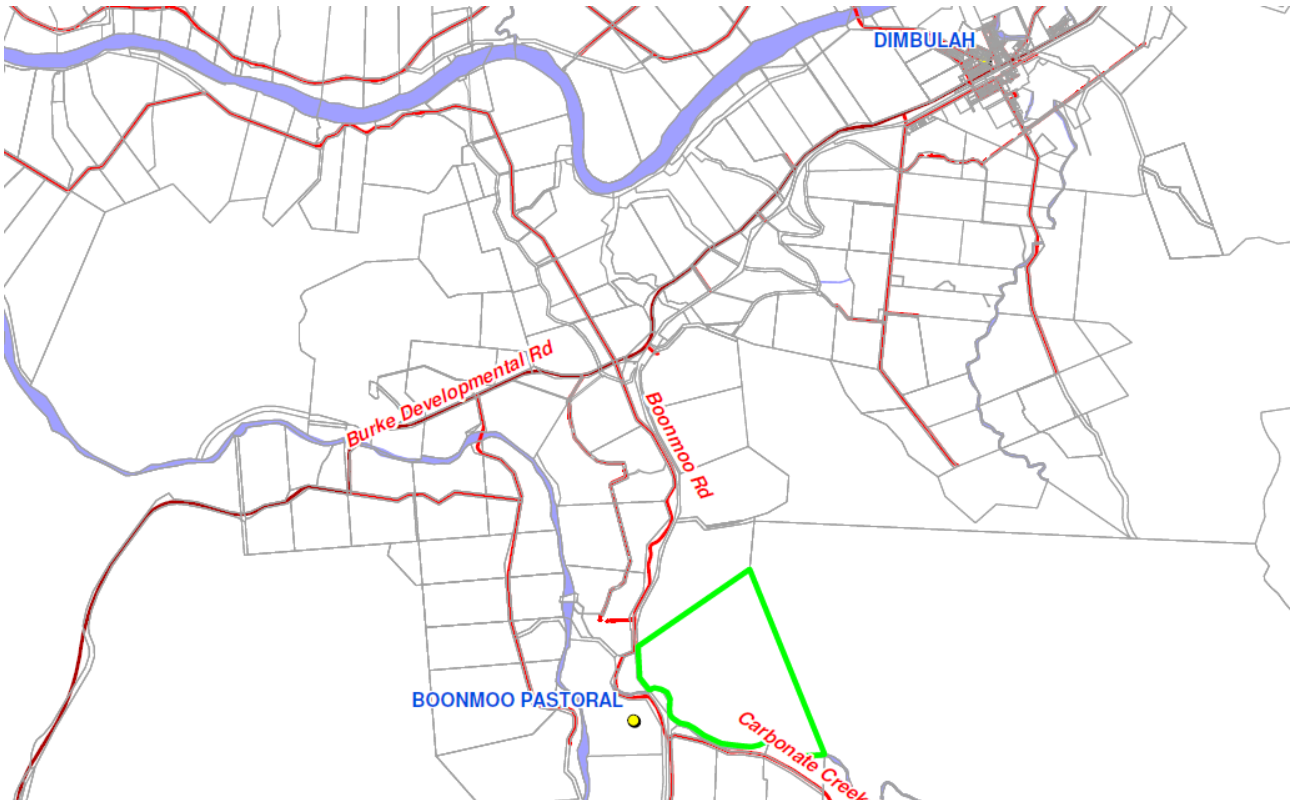 DIMBULAH
Burke Developmental Rd
Boonmoo Rd
BOONMOO PASTORAL
Carbonate Creek